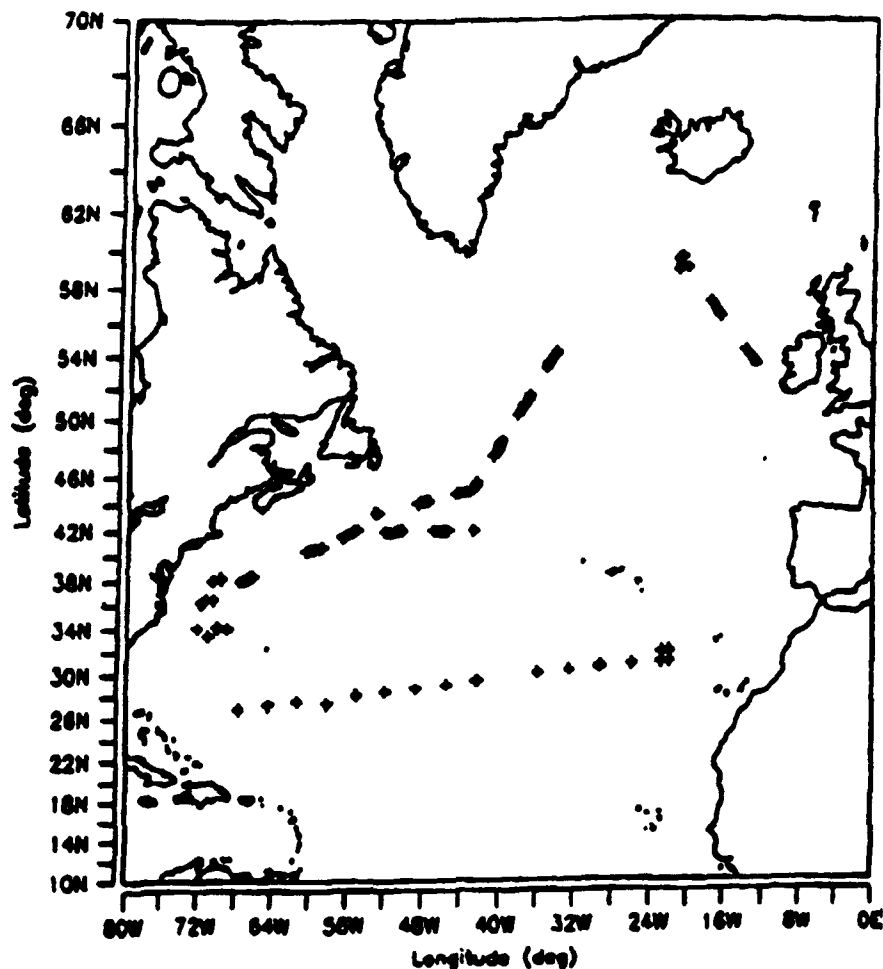 70N
66N
62N
58N
54N
50N
46N
42N
38N
34N
30N
26N
22N
18N
14N
10N
Latitude (deg)
80W 72W 64W 56W 48W 40W 32W 24W 16W 8W 0E
Longitude (deg)